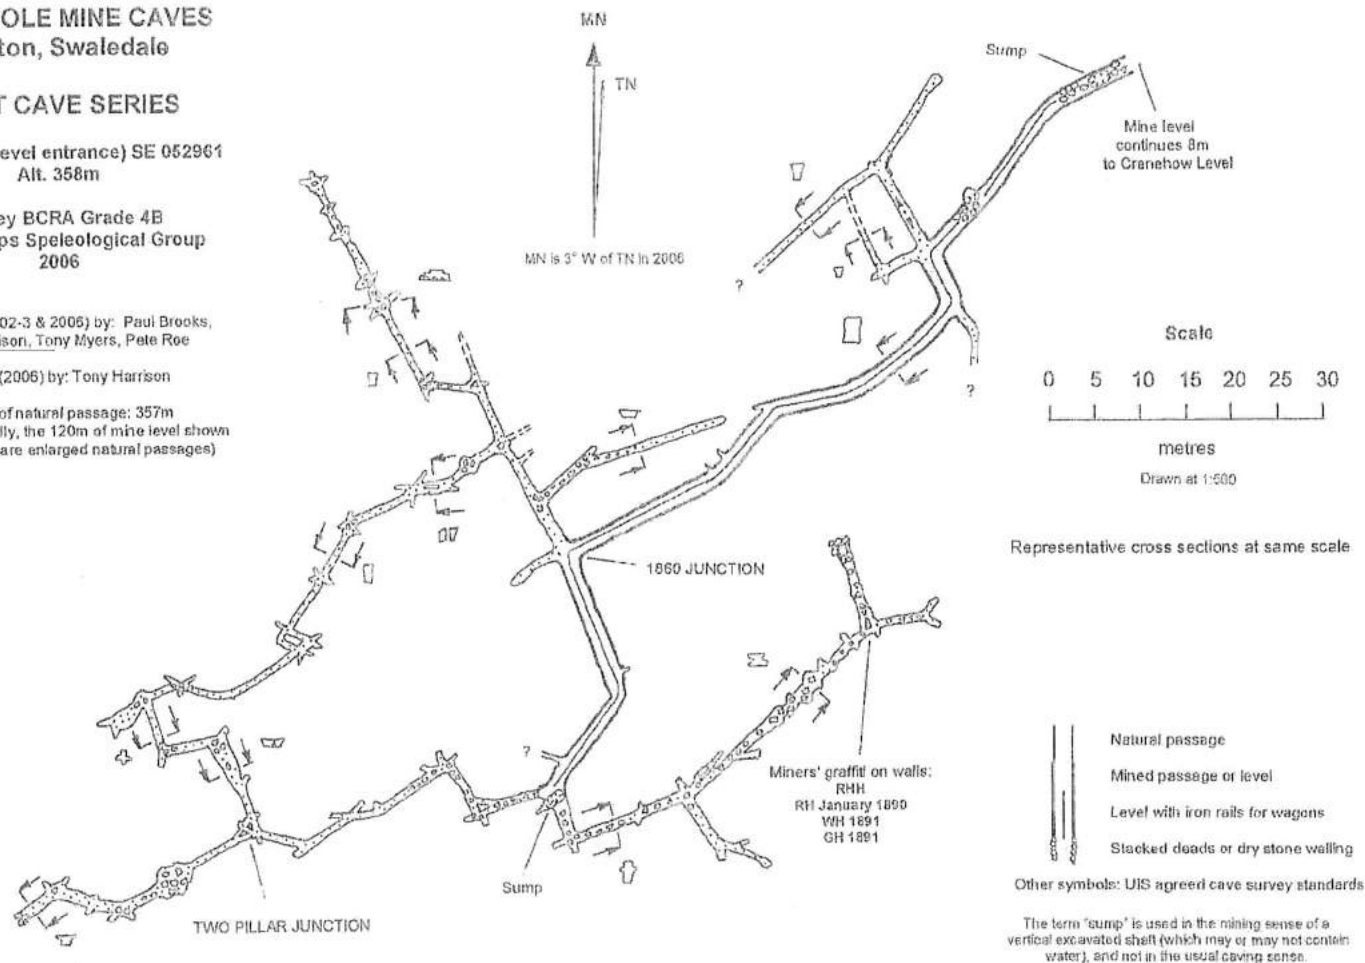 OLE MINE CAVES
ton, Swaledale
T CAVE SERIES
evel entrance) SE 052961
Alt. 358m
ey BCRA Grade 4B
ps Speleological Group
2006
02-3 & 2006) by: Paul Brooks,
ison, Tony Myers, Pete Roe
(2006) by: Tony Harrison
of natural passage: 357m
lly, the 120m of mine level shown
are enlarged natural passages)
MN
TN
MN is 3° W of TN in 2006
Sump
Mine level
continues 8m
to Cranehow Level
?
?
Scale
0 5 10 15 20 25 30
metres
Drawn at 1:500
Representative cross sections at same scale
1860 JUNCTION
?
Miners' graffiti on walls:
RHH
RH January 1890
WH 1891
GH 1891
Sump
TWO PILLAR JUNCTION
Natural passage
Mined passage or level
Level with iron rails for wagons
Stacked deads or dry stone walling
Other symbols: UIS agreed cave survey standards
The term "sump" is used in the mining sense of a
vertical excavated shaft (which may or may not contain
water), and not in the usual caving sense.